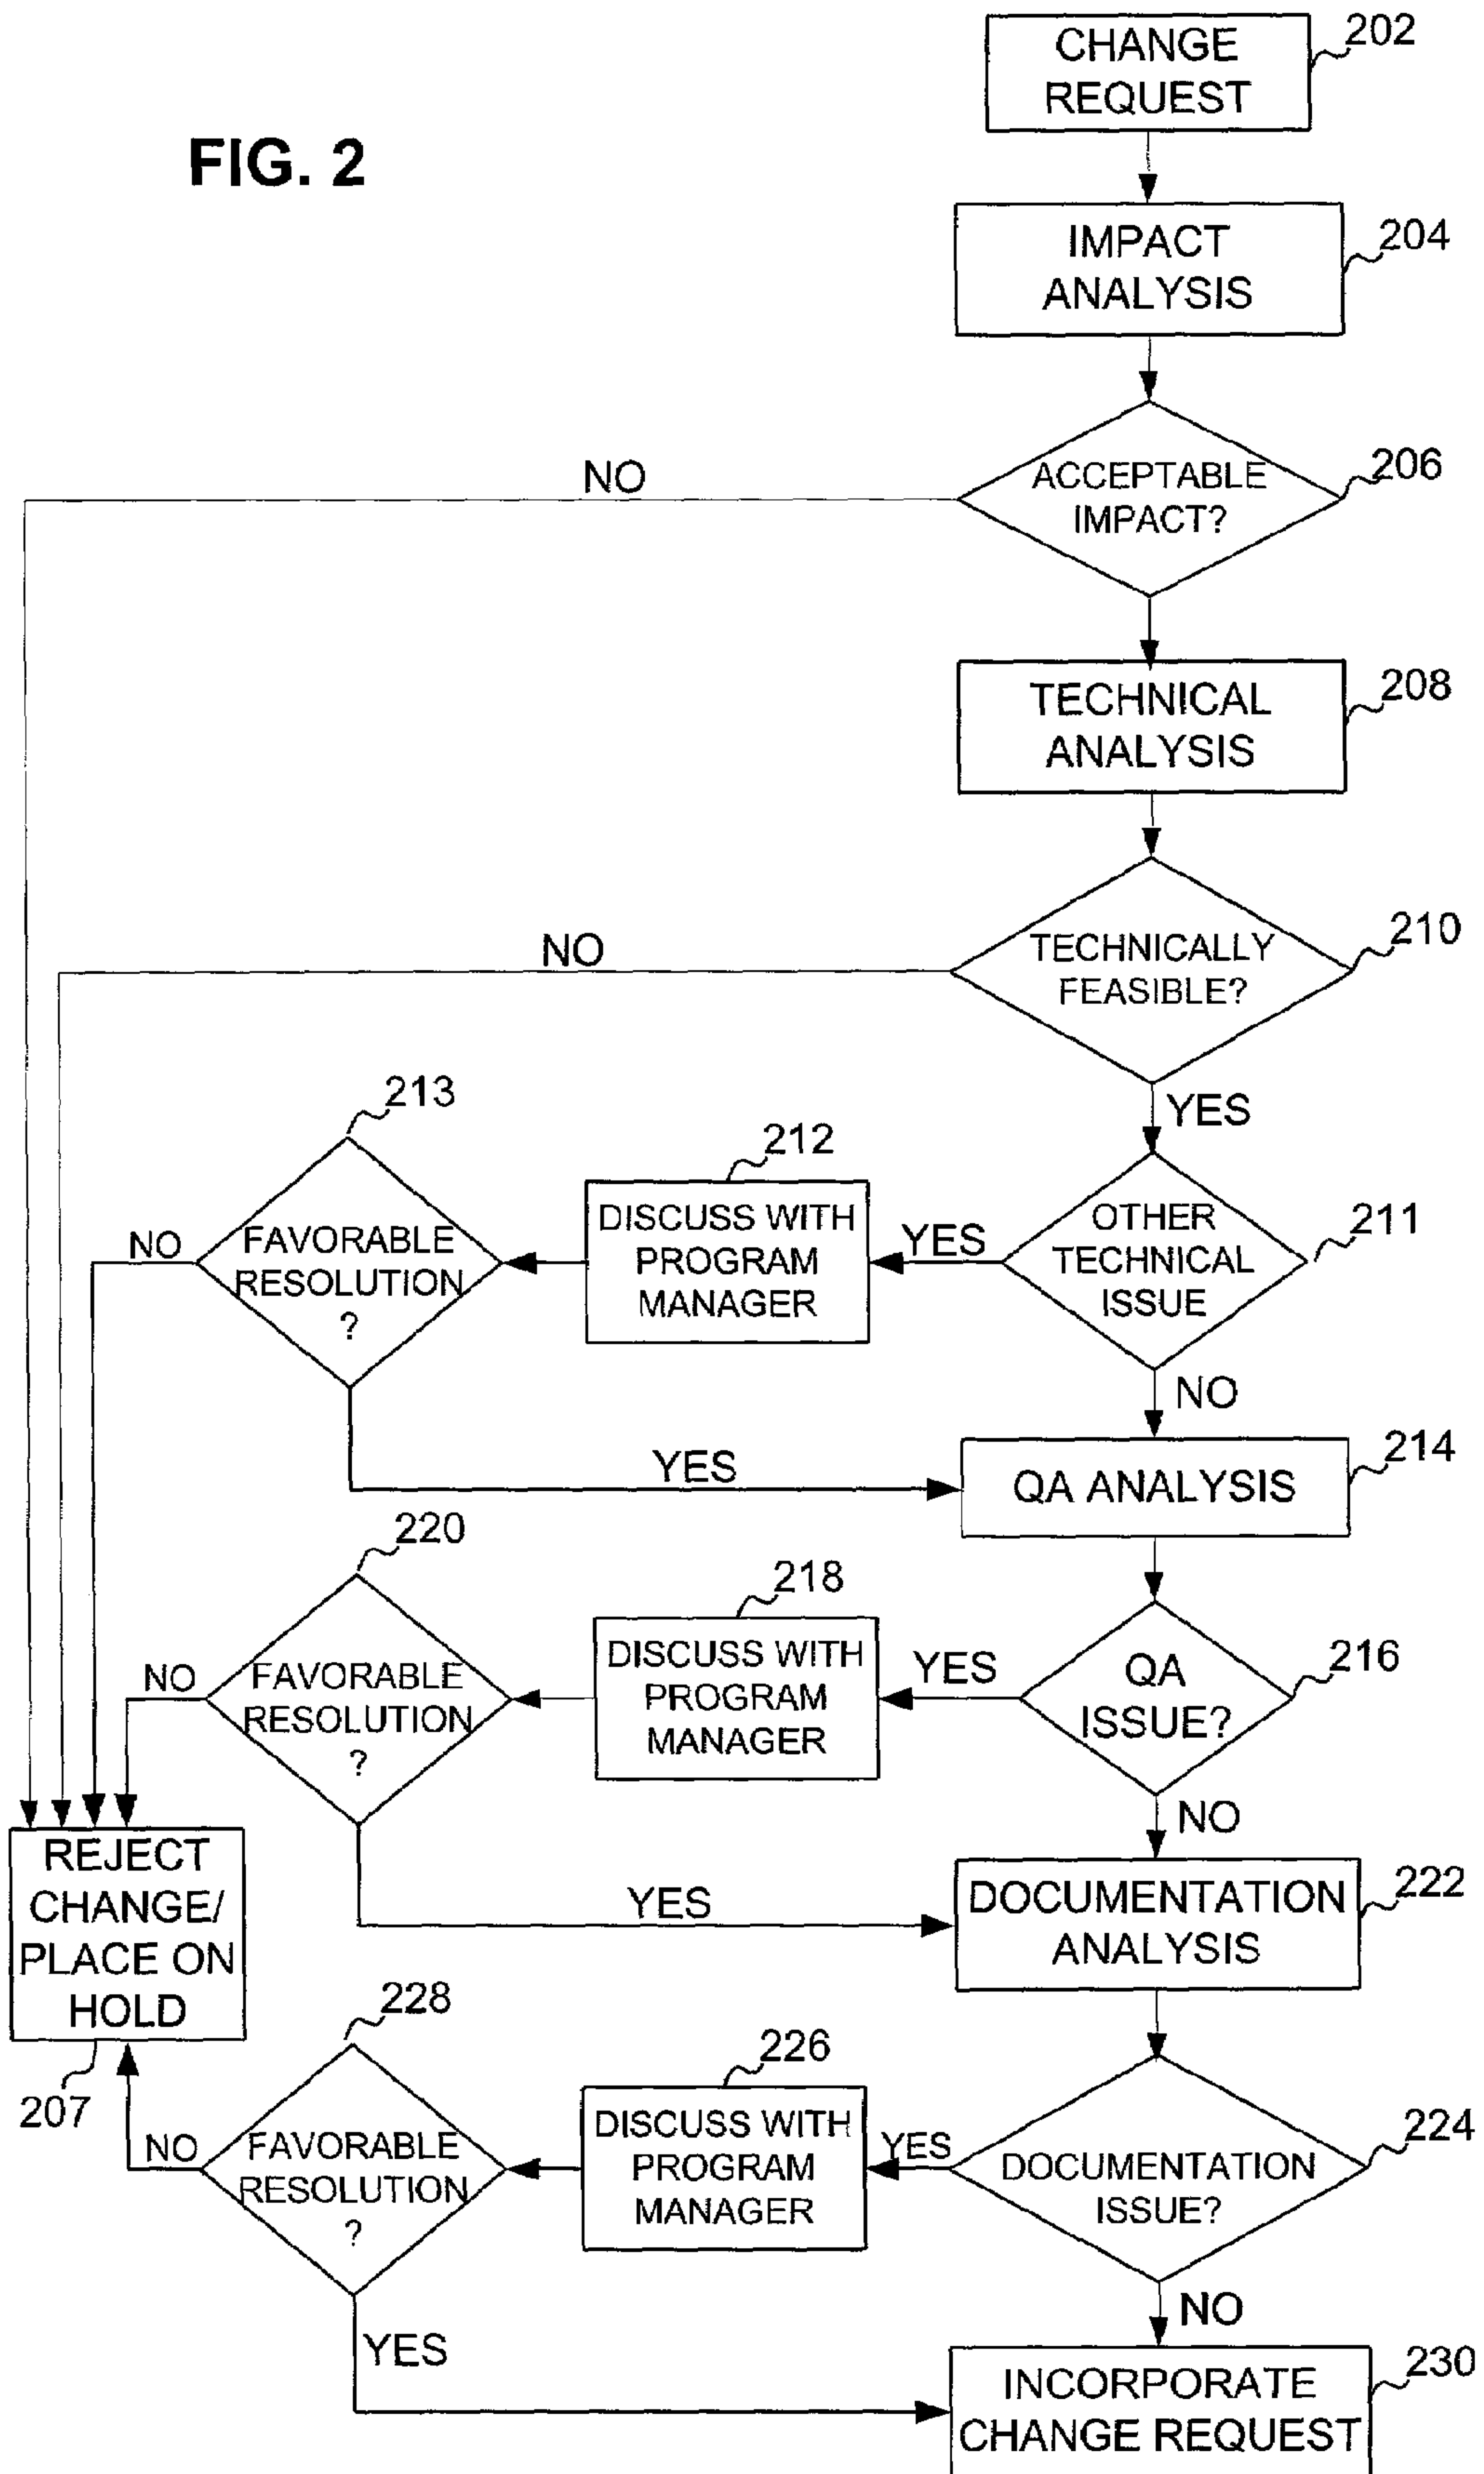 202
CHANGE
REQUEST
FIG. 2
204
IMPACT
ANALYSIS
206
NO
ACCEPTABLE
IMPACT?
208
TECHNICAL
ANALYSIS
210
NO
TECHNICALLY
FEASIBLE?
YES
213
212
211
NO
FAVORABLE
RESOLUTION
?
DISCUSS WITH
PROGRAM
MANAGER
YES
OTHER
TECHNICAL
ISSUE
NO
YES
214
QA ANALYSIS
220
218
216
NO
FAVORABLE
RESOLUTION
?
DISCUSS WITH
PROGRAM
MANAGER
YES
QA
ISSUE?
NO
REJECT
CHANGE/
PLACE ON
HOLD
207
YES
222
DOCUMENTATION
ANALYSIS
228
226
224
NO
FAVORABLE
RESOLUTION
?
DISCUSS WITH
PROGRAM
MANAGER
YES
DOCUMENTATION
ISSUE?
NO
YES
230
INCORPORATE
CHANGE REQUEST